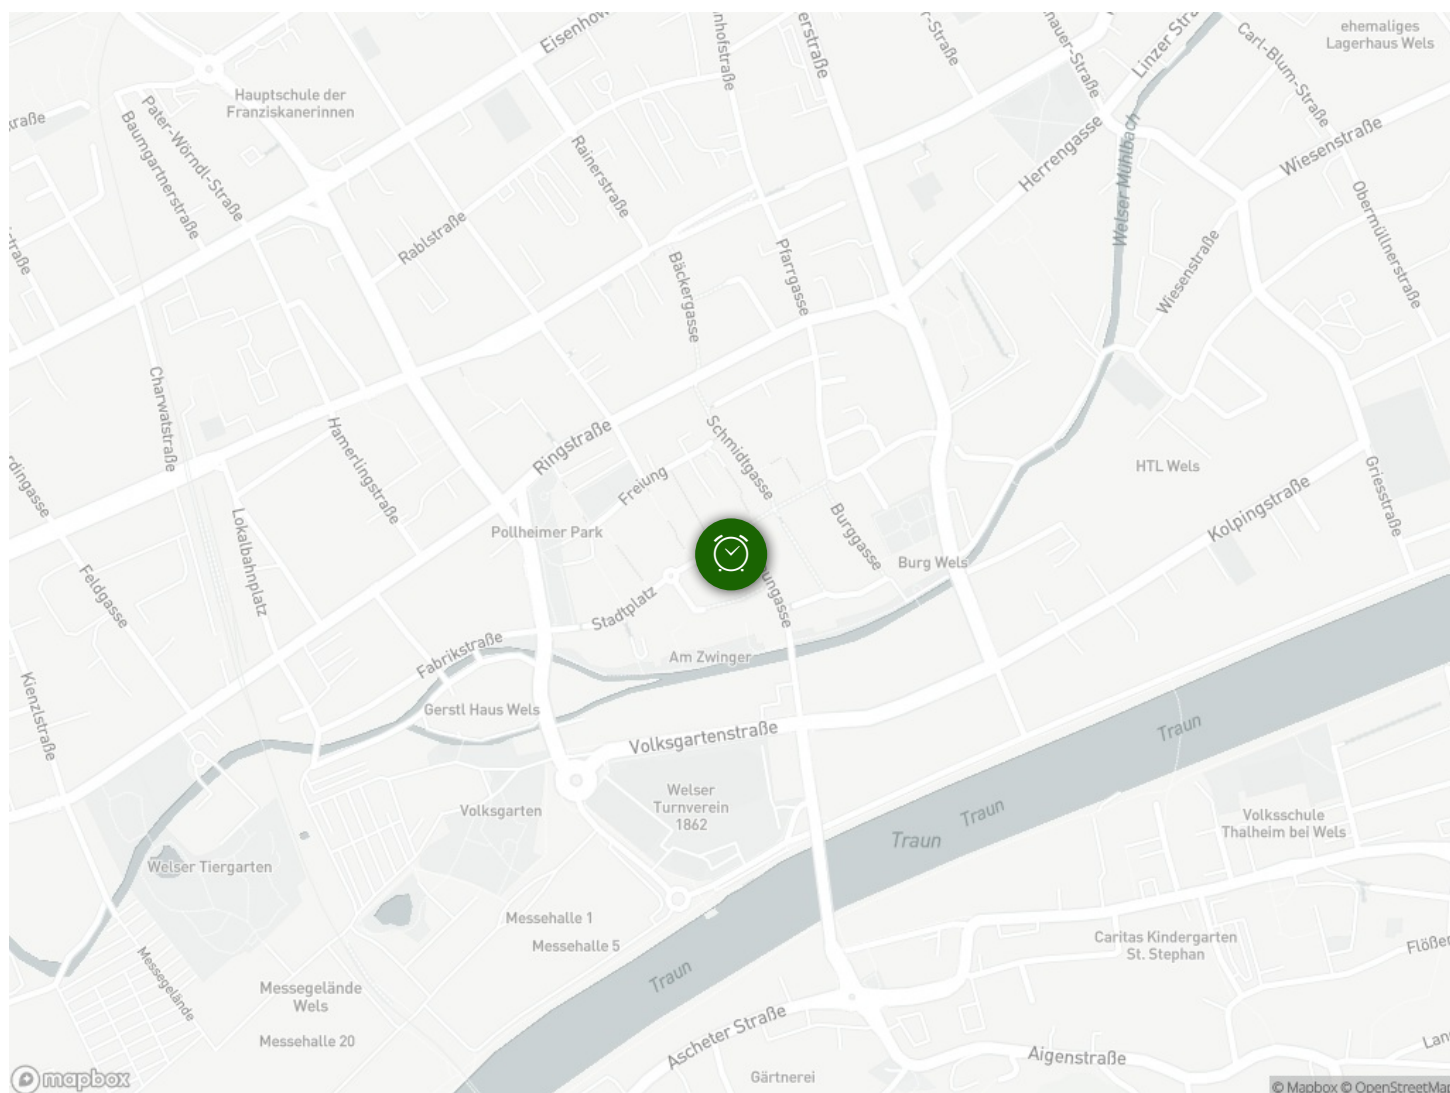 ehemaliges
Lagerhaus Wels
Linzer
Carl-Blum-Straße
Hauptschule der
Franziskanerinnen
Pater-Wörndl-Straße
Baumgartnerstraße
Rainerstraße
Rablstraße
Herrengasse
Welser Mühlbach
Wiesenstraße
Obermüllnerstraße
Wiesenstraße
Bäckergasse
Pfarrgasse
Charwatstraße
Hamerlingstraße
Ringstraße
Schmidtgasse
Freiung
Pollheimer Park
Burggasse
Burg Wels
HTL Wels
Griesstraße
Kolpingstraße
Lokalbahnplatz
Feldgasse
Stadtplatz
Fabrikstraße
Am Zwinger
Kienzlstraße
Gerstl Haus Wels
Volksgartenstraße
Traun
Welser
Turnverein
1862
Volksgarten
Traun
Traun
Volksschule
Thalheim bei Wels
Welser Tiergarten
Messehalle 1
Messehalle 5
Caritas Kindergarten
St. Stephan
Messegelände
Traun
Messegelände
Wels
Messehalle 20
Ascheter Straße
Aigenstraße
Gärtnerei
mapbox
© Mapbox © OpenStreetMap